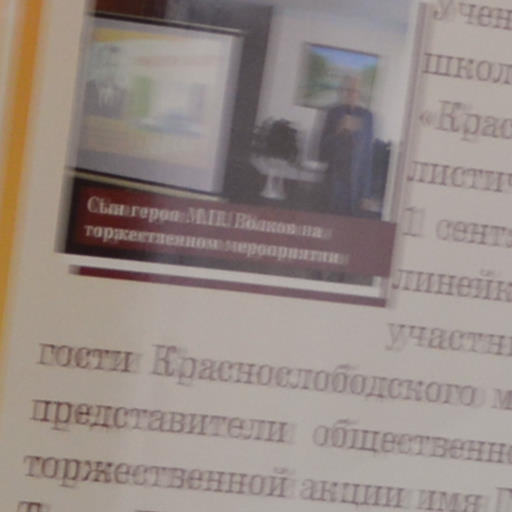 учен
школ
«Крас
листич
1 сент
линейк
участн
Сын героя М.П. Волков на
торжественном мероприятии
гости Краснослободского м
представители общественн
торжественной акции имя Г